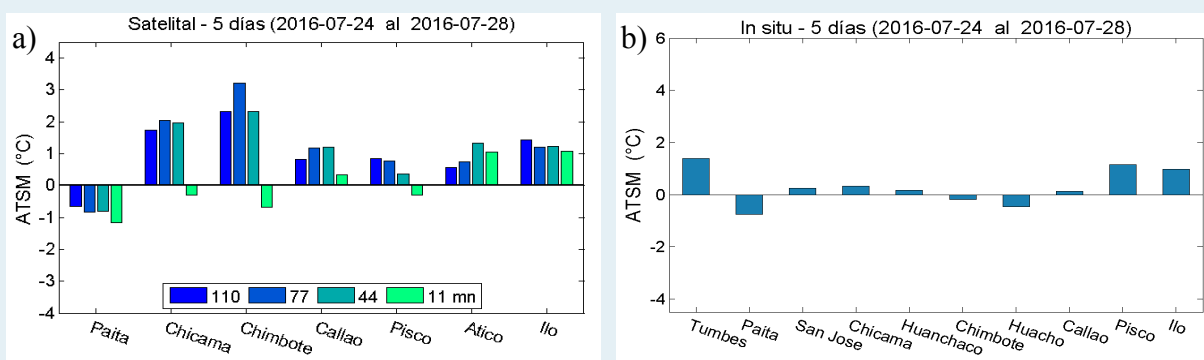 a)
Satelital - 5 días (2016-07-24 al 2016-07-28)
ATSM (°C)
4
3
2
1
0
-1
-2
-3
-4
110 77 44 11 mn
Paita Chicama Chimbote Callao Pisco Atico Ilo
b)
In situ - 5 días (2016-07-24 al 2016-07-28)
ATSM (°C)
6
4
2
0
-2
-4
Tumbes Paita San Jose Chicama Huanchaco Chimbote Huacho Callao Pisco Ilo